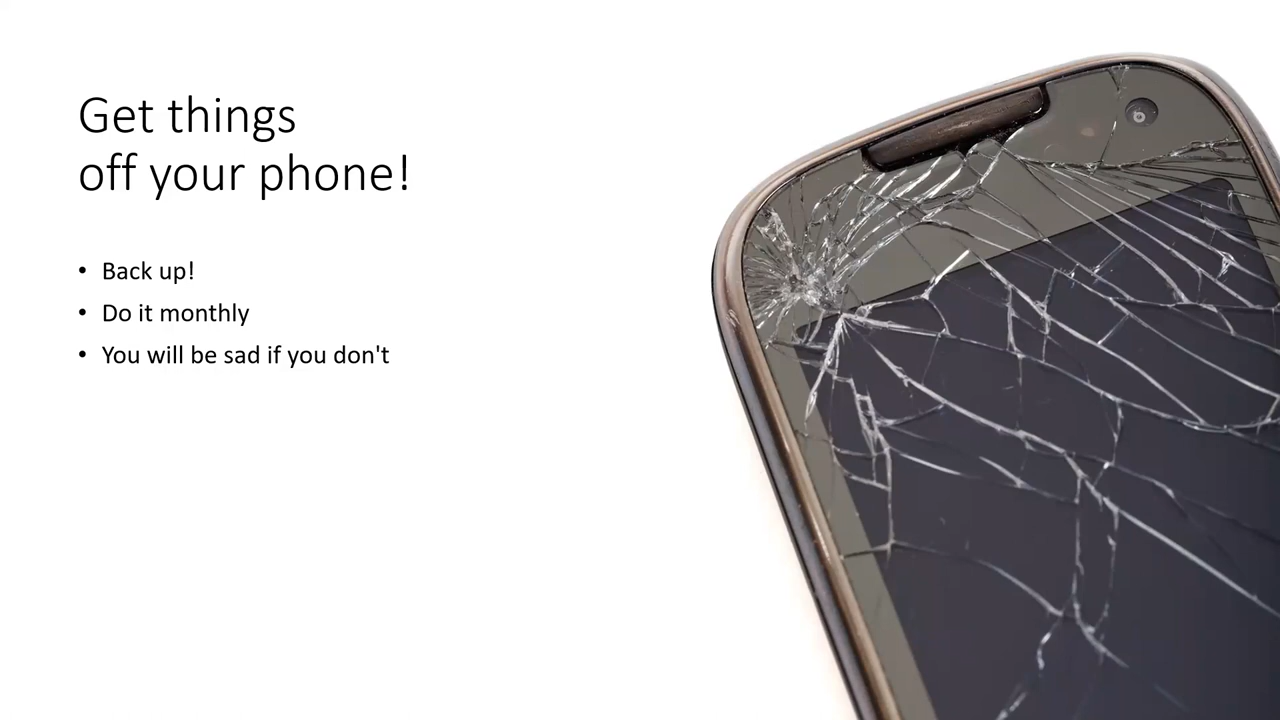 Get things
off your phone!
• Back up!
• Do it monthly
• You will be sad if you don't